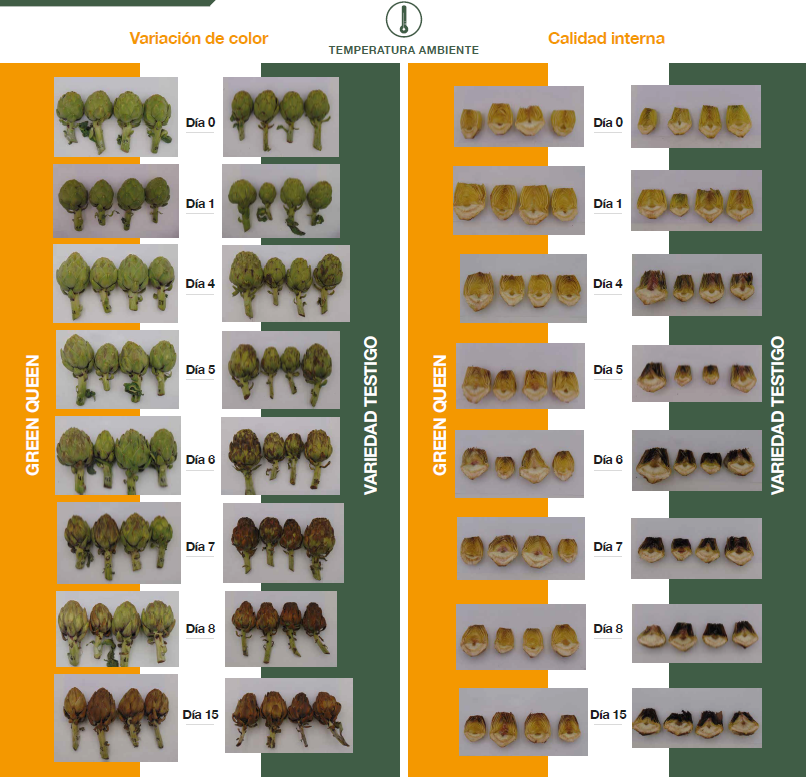 Variación de color
TEMPERATURA AMBIENTE
Calidad interna
GREEN QUEEN
Día 0
Día 1
Día 4
Día 5
Día 6
Día 7
Día 8
Día 15
VARIEDAD TESTIGO
GREEN QUEEN
Día 0
Día 1
Día 4
Día 5
Día 6
Día 7
Día 8
Día 15
VARIEDAD TESTIGO